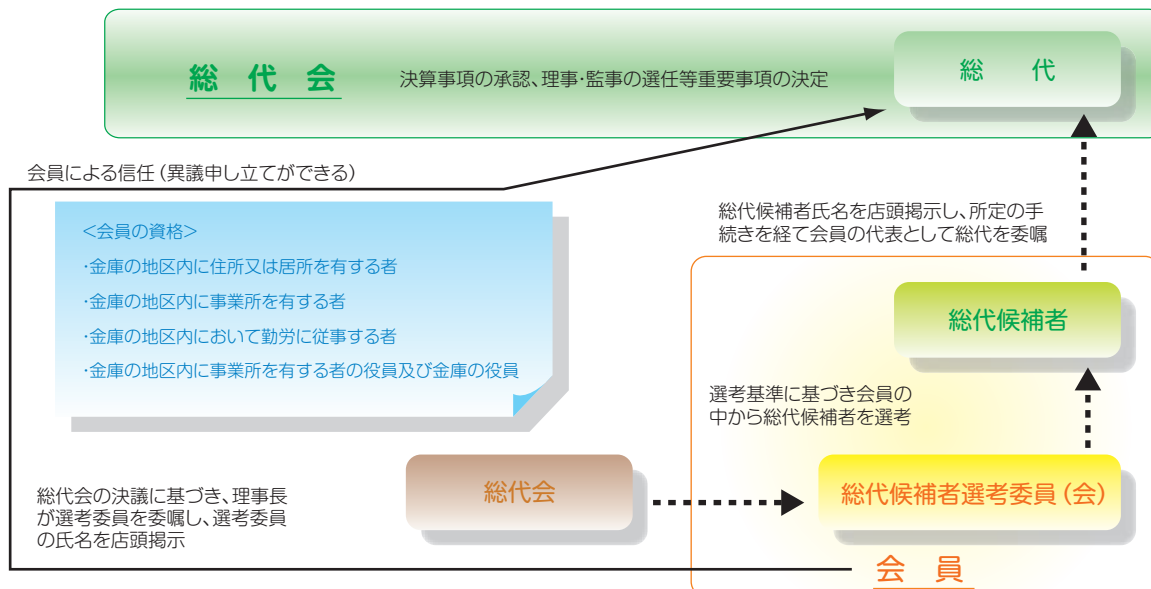 総代会
決算事項の承認、理事・監事の選任等重要事項の決定
総代
会員による信任（異議申し立てができる）
<会員の資格>
・金庫の地区内に住所又は居所を有する者
・金庫の地区内に事業所を有する者
・金庫の地区内において勤労に従事する者
・金庫の地区内に事業所を有する者の役員及び金庫の役員
総代候補者氏名を店頭掲示し、所定の手
続きを経て会員の代表として総代を委嘱
総代候補者
選考基準に基づき会員の
中から総代候補者を選考
総代会の決議に基づき、理事長
が選考委員を委嘱し、選考委員
の氏名を店頭掲示
総代会
総代候補者選考委員（会）
会員